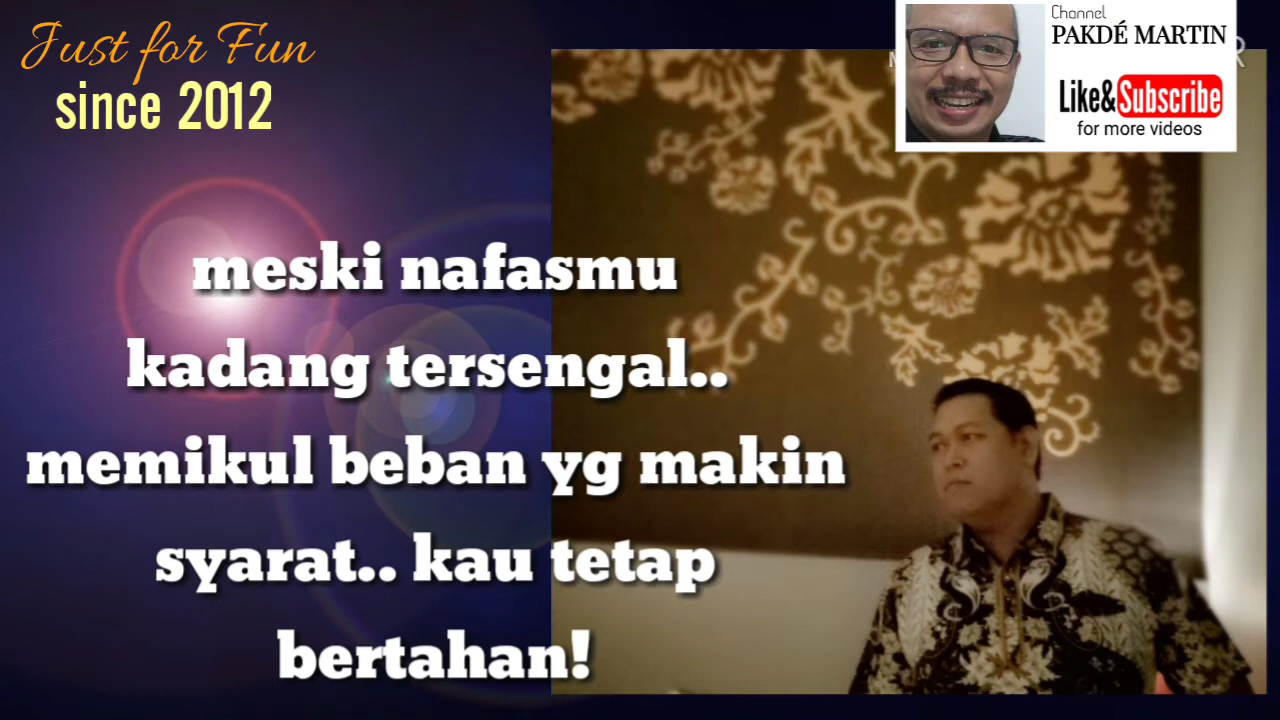 Just for Fun
since 2012
Channel
PAKDÉ MARTIN
Like&Subscribe
for more videos
meski nafasmu
kadang tersengal..
memikul beban yg makin
syarat.. kau tetap
bertahan!